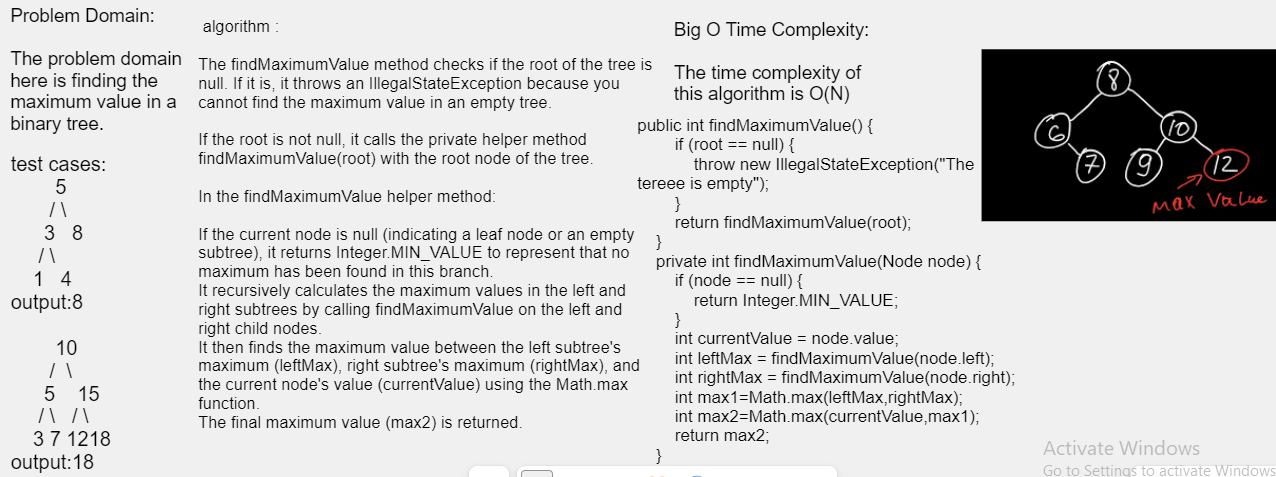 Problem Domain:
The problem domain
here is finding the
maximum value in a
binary tree.
test cases:
5
/ \
3 8
/ \
1 4
output:8
10
/ \
5 15
/ \ / \
3 7 1218
output:18
algorithm :
The findMaximumValue method checks if the root of the tree is
null. If it is, it throws an IllegalStateException because you
cannot find the maximum value in an empty tree.
If the root is not null, it calls the private helper method
findMaximumValue(root) with the root node of the tree.
In the findMaximumValue helper method:
If the current node is null (indicating a leaf node or an empty
subtree), it returns Integer.MIN_VALUE to represent that no
maximum has been found in this branch.
It recursively calculates the maximum values in the left and
right subtrees by calling findMaximumValue on the left and
right child nodes.
It then finds the maximum value between the left subtree's
maximum (leftMax), right subtree's maximum (rightMax), and
the current node's value (currentValue) using the Math.max
function.
The final maximum value (max2) is returned.
Big O Time Complexity:
The time complexity of
this algorithm is O(N)
public int findMaximumValue() {
if (root == null) {
throw new IllegalStateException("The
tereee is empty");
}
return findMaximumValue(root);
}
private int findMaximumValue(Node node) {
if (node == null) {
return Integer.MIN_VALUE;
}
int currentValue = node.value;
int leftMax = findMaximumValue(node.left);
int rightMax = findMaximumValue(node.right);
int max1=Math.max(leftMax,rightMax);
int max2=Math.max(currentValue,max1);
return max2;
}
8
6 10
7 9 12
Max Value
Activate Windows
Go to Settings to activate Windows